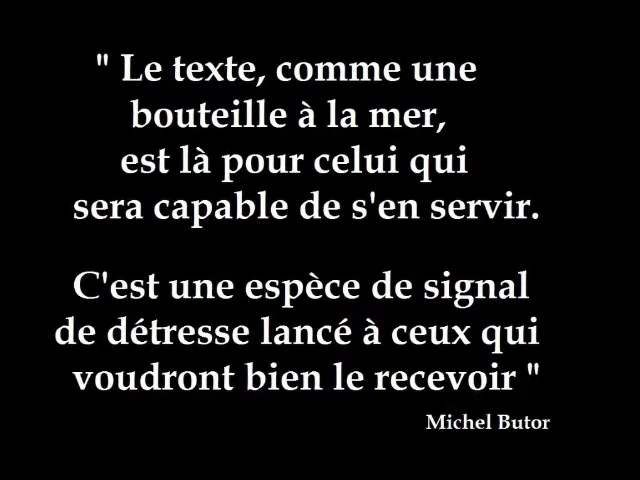 " Le texte, comme une
bouteille à la mer,
est là pour celui qui
sera capable de s'en servir.
C'est une espèce de signal
de détresse lancé à ceux qui
voudront bien le recevoir "
Michel Butor